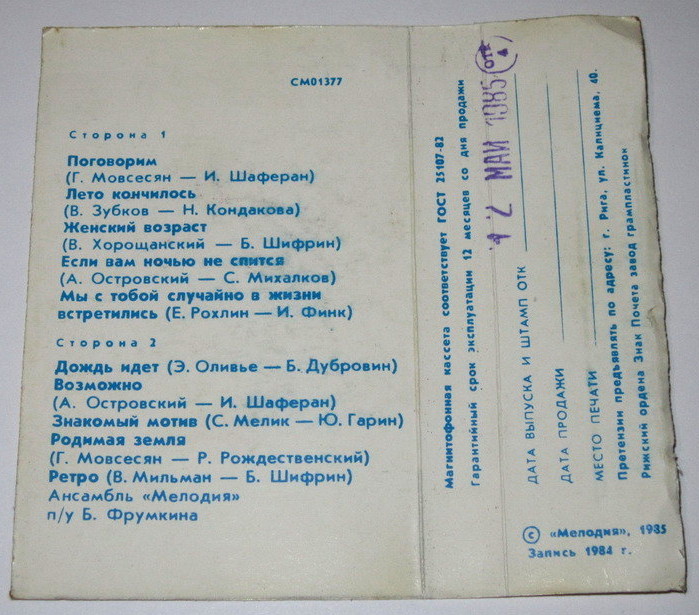 СМ01377
Сторона 1
Поговорим
(Г. Мовсесян — И. Шаферан)
Лето кончилось
(В. Зубков — Н. Кондакова)
Женский возраст
(В. Хорощанский — Б. Шифрин)
Если вам ночью не спится
(А. Островский — С. Михалков)
Мы с тобой случайно в жизни
встретились (Е. Рохлин — И. Финк)
Сторона 2
Дождь идет (Э. Оливье — Б. Дубровин)
Возможно
(А. Островский — И. Шаферан)
Знакомый мотив (С. Мелик — Ю. Гарин)
Родимая земля
(Г. Мовсесян — Р. Рождественский)
Ретро (В. Мильман — Б. Шифрин)
Ансамбль «Мелодия»
п/у Б. Фрумкина
Магнитофонная кассета соответствует ГОСТ 25107-82
Гарантийный срок эксплуатации 12 месяцев со дня продажи
12 МАЙ 1985
ОТК
4
ДАТА ВЫПУСКА И ШТАМП ОТК
ДАТА ПРОДАЖИ
МЕСТО ПЕЧАТИ
Претензии предъявлять по адресу: г. Рига, ул. Калнциема, 40.
Рижский ордена Знак Почета завод грампластинок
© «Мелодия», 1985
Запись 1984 г.